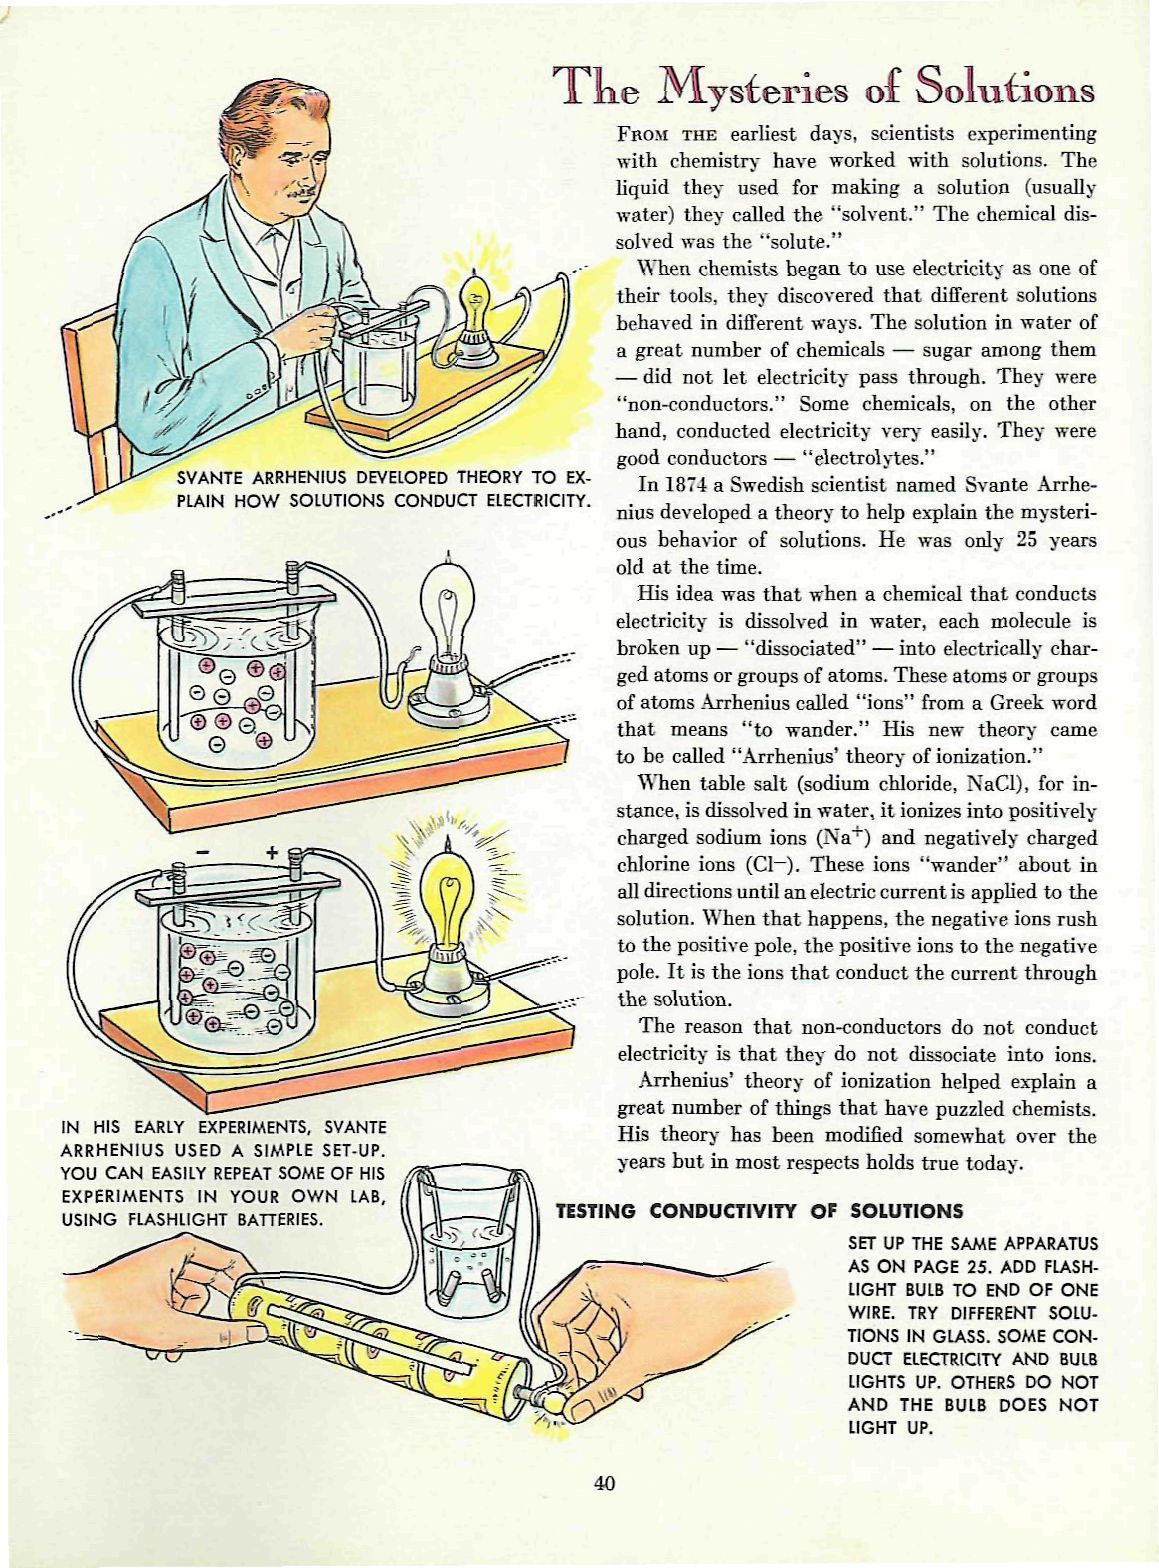 The Mysteries of Solutions
FROM THE earliest days, scientists experimenting
with chemistry have worked with solutions. The
liquid they used for making a solution (usually
water) they called the “solvent.” The chemical dis-
solved was the “solute.”
When chemists began to use electricity as one of
their tools, they discovered that different solutions
behaved in different ways. The solution in water of
a great number of chemicals — sugar among them
— did not let electricity pass through. They were
“non-conductors.” Some chemicals, on the other
hand, conducted electricity very easily. They were
good conductors — “electrolytes.”
In 1874 a Swedish scientist named Svante Arrhe-
nius developed a theory to help explain the mysteri-
ous behavior of solutions. He was only 25 years
old at the time.
His idea was that when a chemical that conducts
electricity is dissolved in water, each molecule is
broken up — “dissociated” — into electrically char-
ged atoms or groups of atoms. These atoms or groups
of atoms Arrhenius called “ions” from a Greek word
that means “to wander.” His new theory came
to be called “Arrhenius’ theory of ionization.”
When table salt (sodium chloride, NaCl), for in-
stance, is dissolved in water, it ionizes into positively
charged sodium ions (Na+) and negatively charged
chlorine ions (Cl–). These ions “wander” about in
all directions until an electric current is applied to the
solution. When that happens, the negative ions rush
to the positive pole, the positive ions to the negative
pole. It is the ions that conduct the current through
the solution.
The reason that non-conductors do not conduct
electricity is that they do not dissociate into ions.
Arrhenius’ theory of ionization helped explain a
great number of things that have puzzled chemists.
His theory has been modified somewhat over the
years but in most respects holds true today.
SVANTE ARRHENIUS DEVELOPED THEORY TO EX-
PLAIN HOW SOLUTIONS CONDUCT ELECTRICITY.
– +
IN HIS EARLY EXPERIMENTS, SVANTE
ARRHENIUS USED A SIMPLE SET-UP.
YOU CAN EASILY REPEAT SOME OF HIS
EXPERIMENTS IN YOUR OWN LAB,
USING FLASHLIGHT BATTERIES.
TESTING CONDUCTIVITY OF SOLUTIONS
SET UP THE SAME APPARATUS
AS ON PAGE 25. ADD FLASH-
LIGHT BULB TO END OF ONE
WIRE. TRY DIFFERENT SOLU-
TIONS IN GLASS. SOME CON-
DUCT ELECTRICITY AND BULB
LIGHTS UP. OTHERS DO NOT
AND THE BULB DOES NOT
LIGHT UP.
40